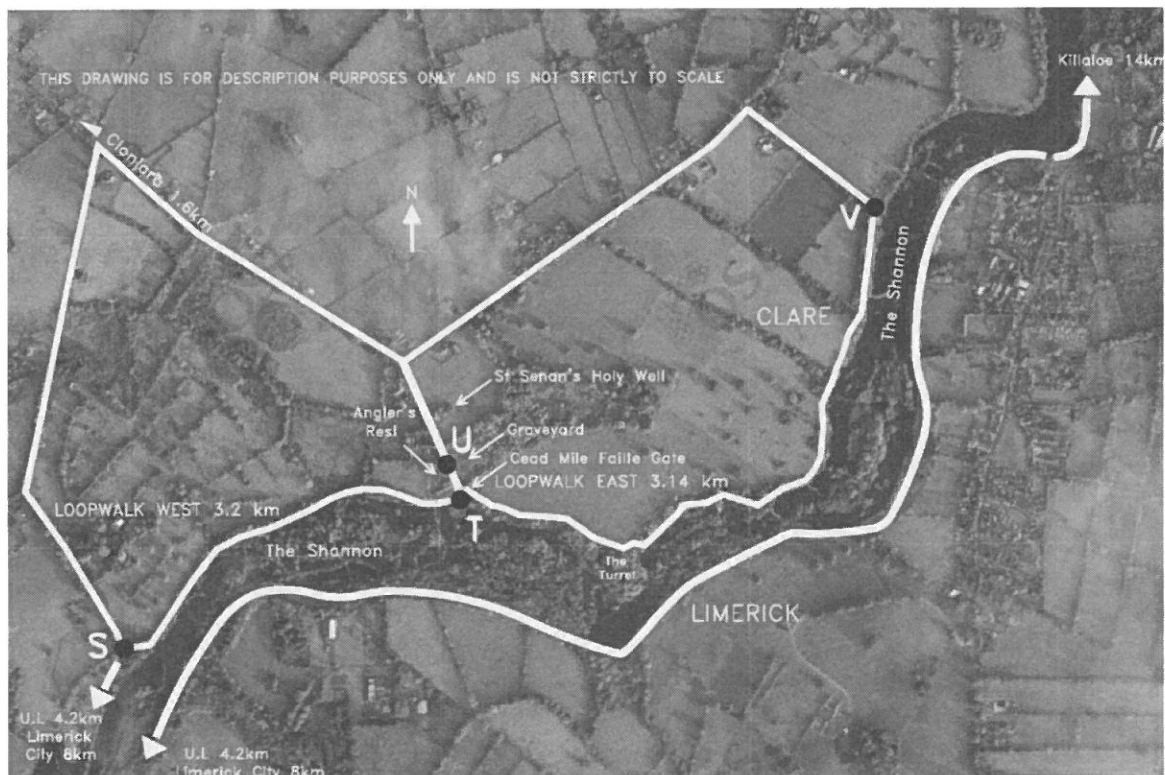 Killaloe 14km
THIS DRAWING IS FOR DESCRIPTION PURPOSES ONLY AND IS NOT STRICTLY TO SCALE
Clonlara 1.6km
N
V
The Shannon
CLARE
St Senan's Holy Well
Angler's
Rest
U
Graveyard
Cead Mile Failte Gate
LOOPWALK EAST 3.14 km
LOOPWALK WEST 3.2 km
T
The Shannon
The
Turret
LIMERICK
S
U.L 4.2km
Limerick
City 8km
U.L 4.2km
Limerick City 8km